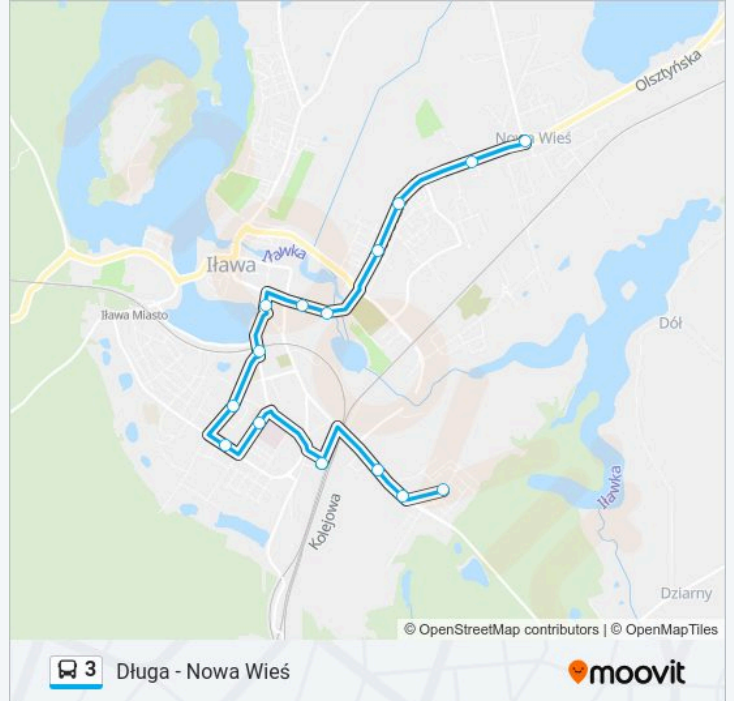 Olsztyńska
Nowa Wieś
Iławka
Iława
Iława Miasto
Dół
Iławka
Kolejowa
Dziarny
© OpenStreetMap contributors | © OpenMapTiles
3 Długa - Nowa Wieś
moovit